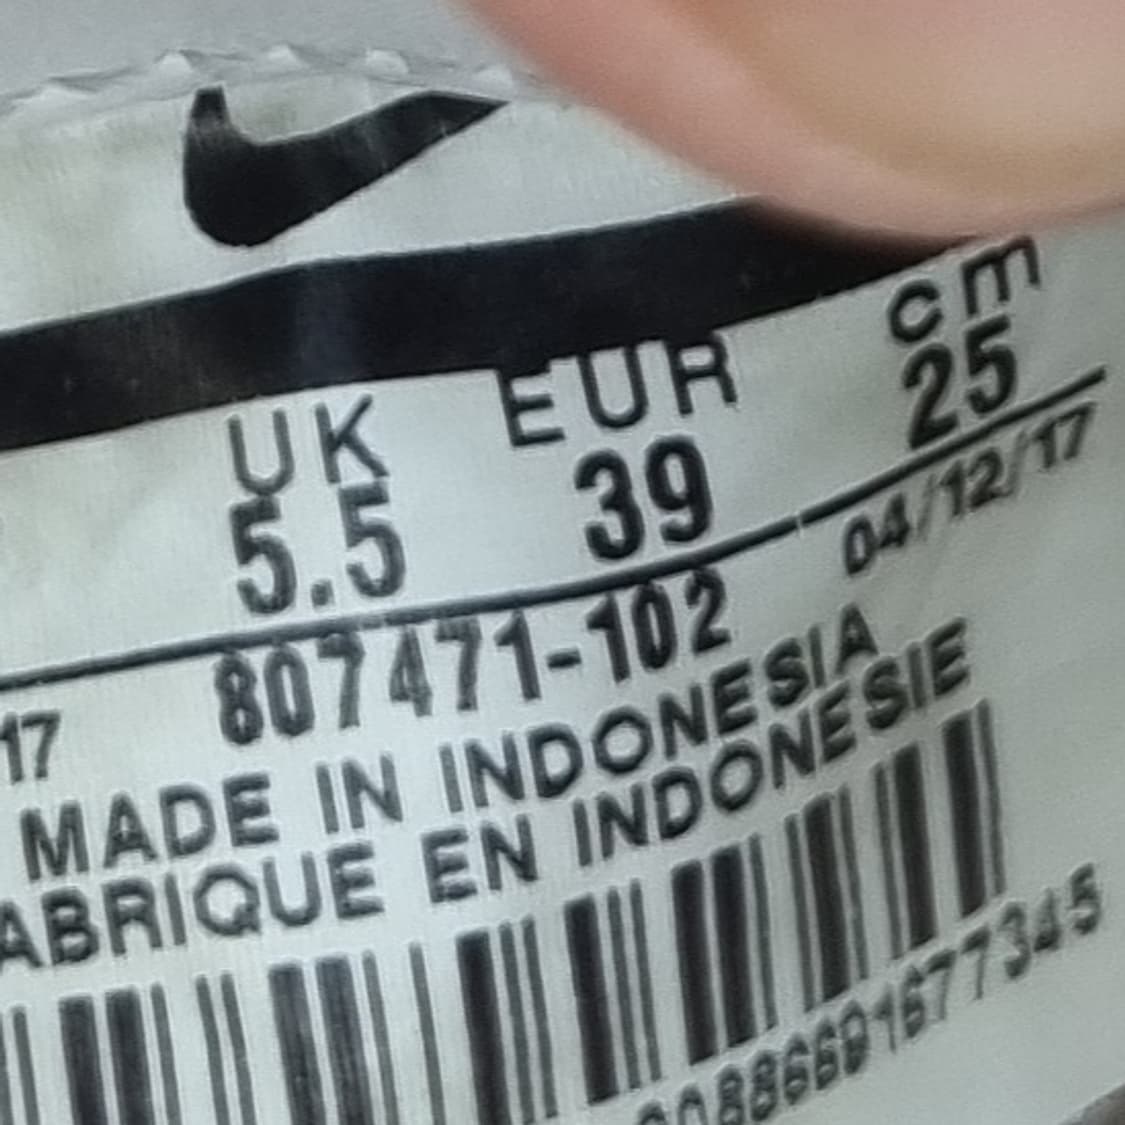 UK EUR cm
5.5 39 25
807471-102 04/12/17
17
MADE IN INDONESIA
ABRIQUE EN INDONESIE